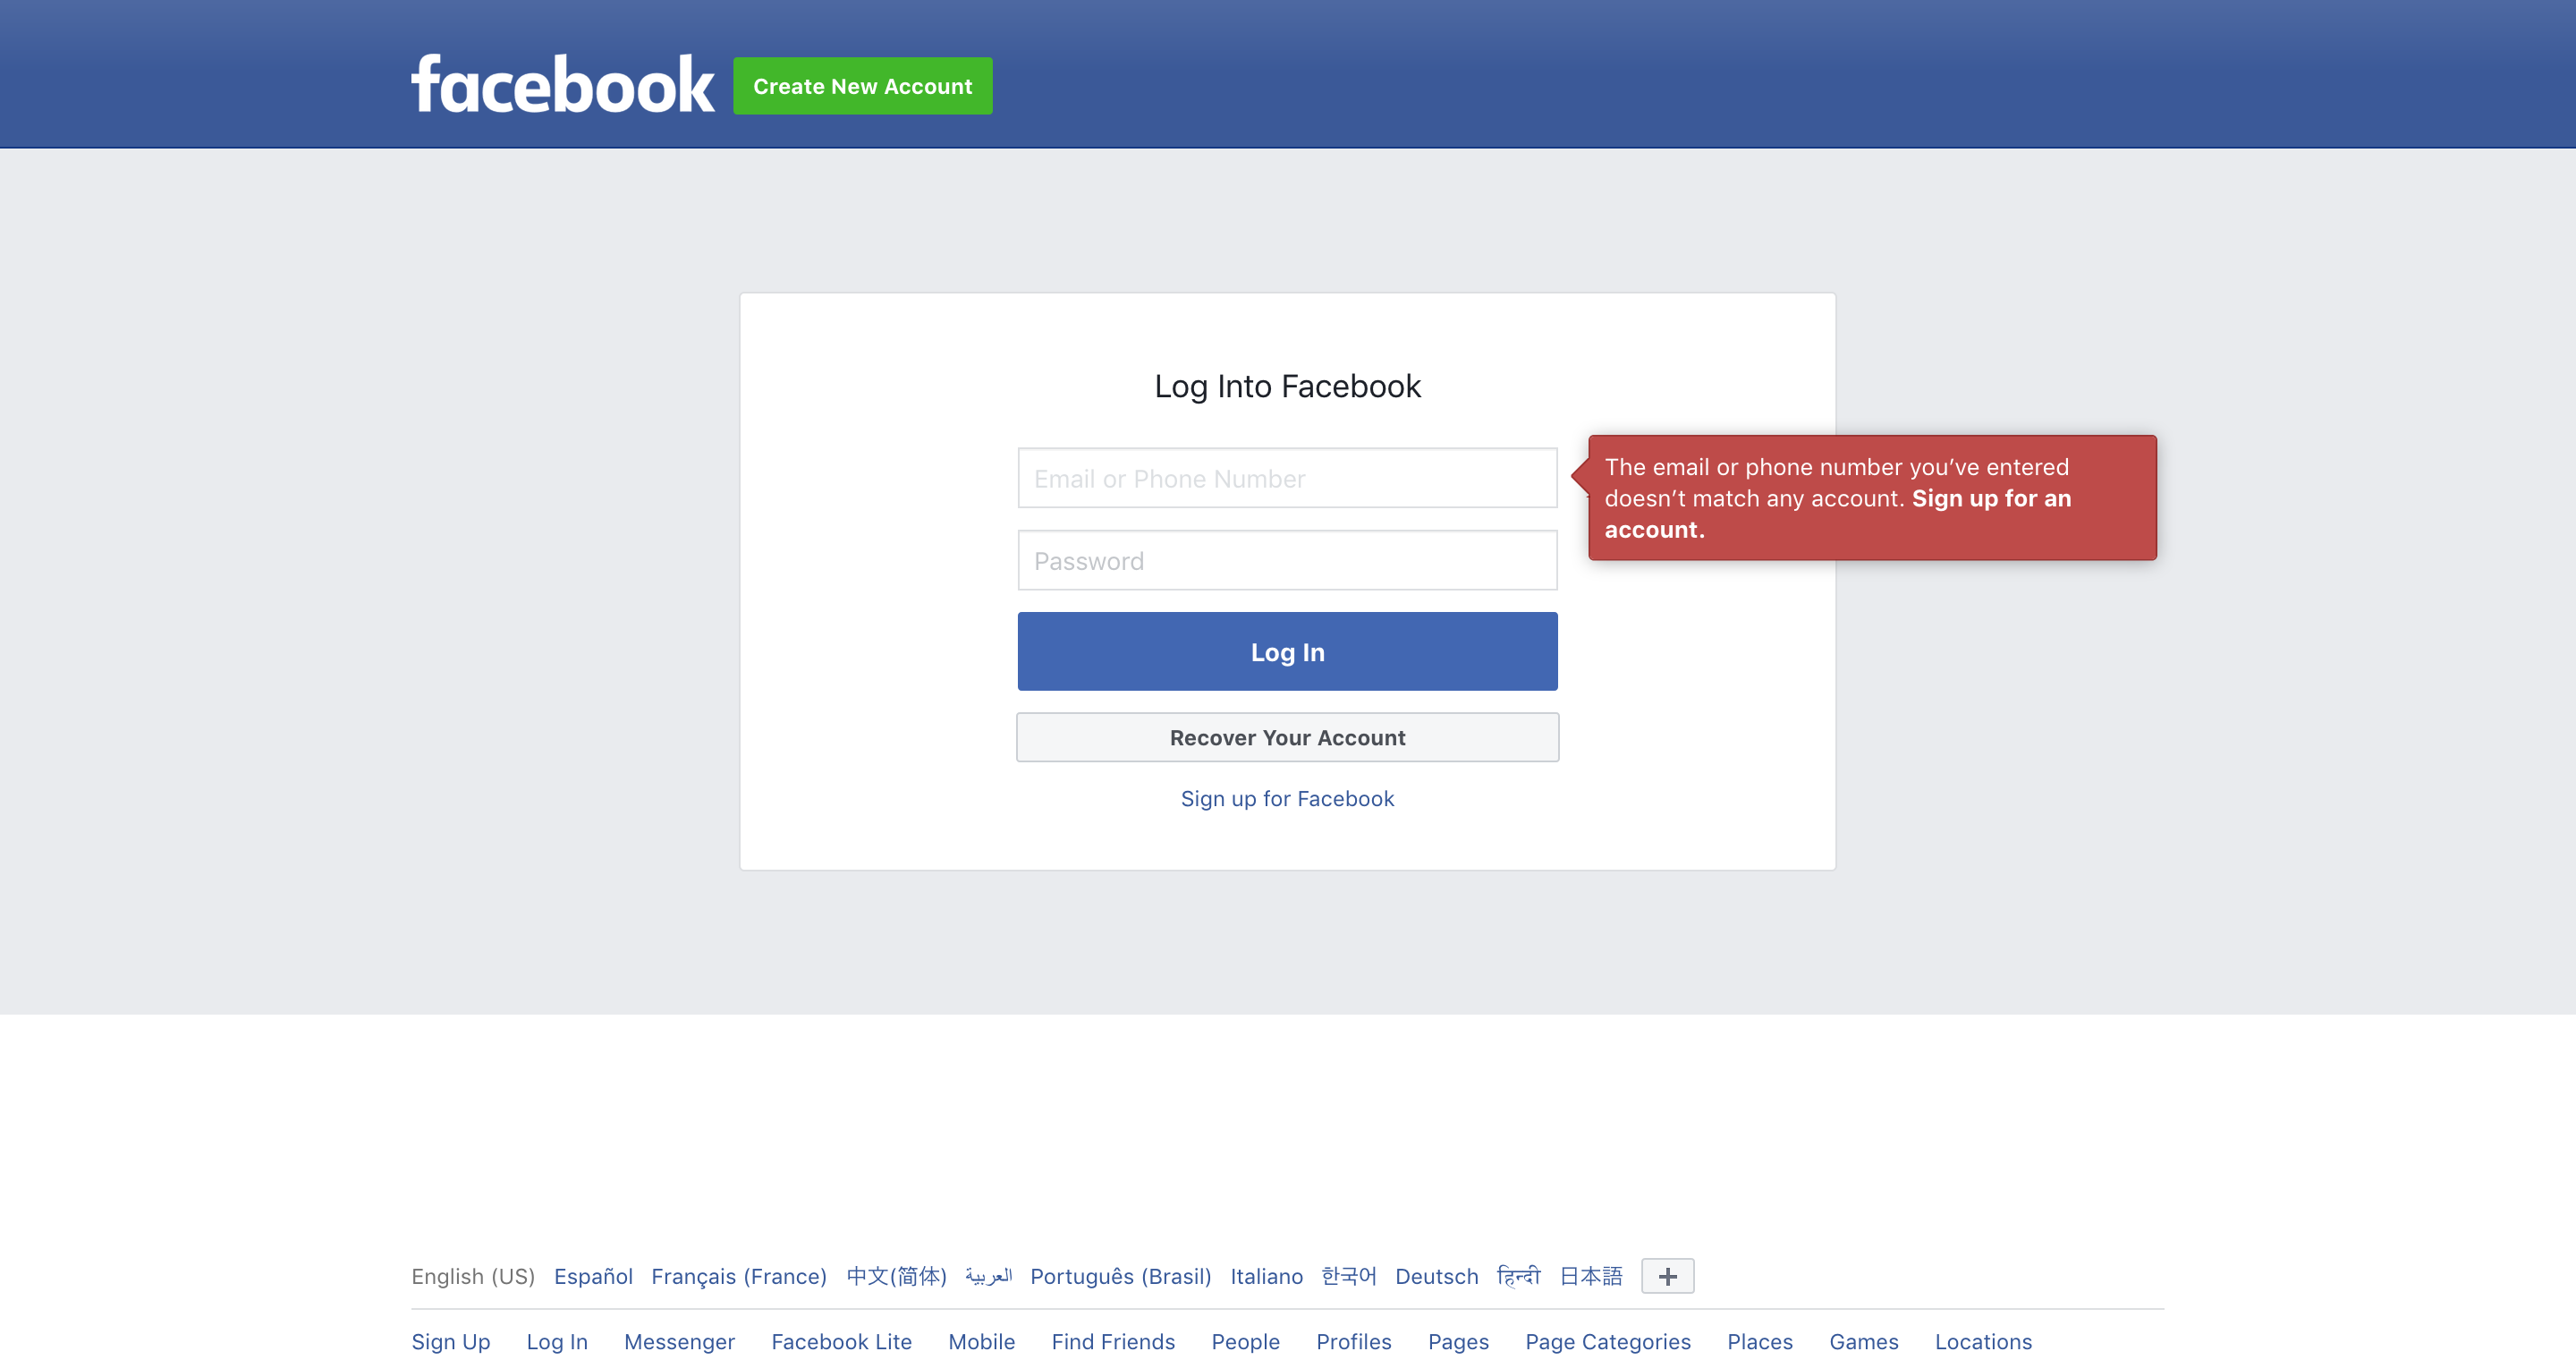 facebook Create New Account
Log Into Facebook
Email or Phone Number
The email or phone number you’ve entered
doesn’t match any account. Sign up for an
account.
Password
Log In
Recover Your Account
Sign up for Facebook
English (US) Español Français (France) 中文(简体) العربية Português (Brasil) Italiano 한국어 Deutsch हिन्दी 日本語
Sign Up Log In Messenger Facebook Lite Mobile Find Friends People Profiles Pages Page Categories Places Games Locations